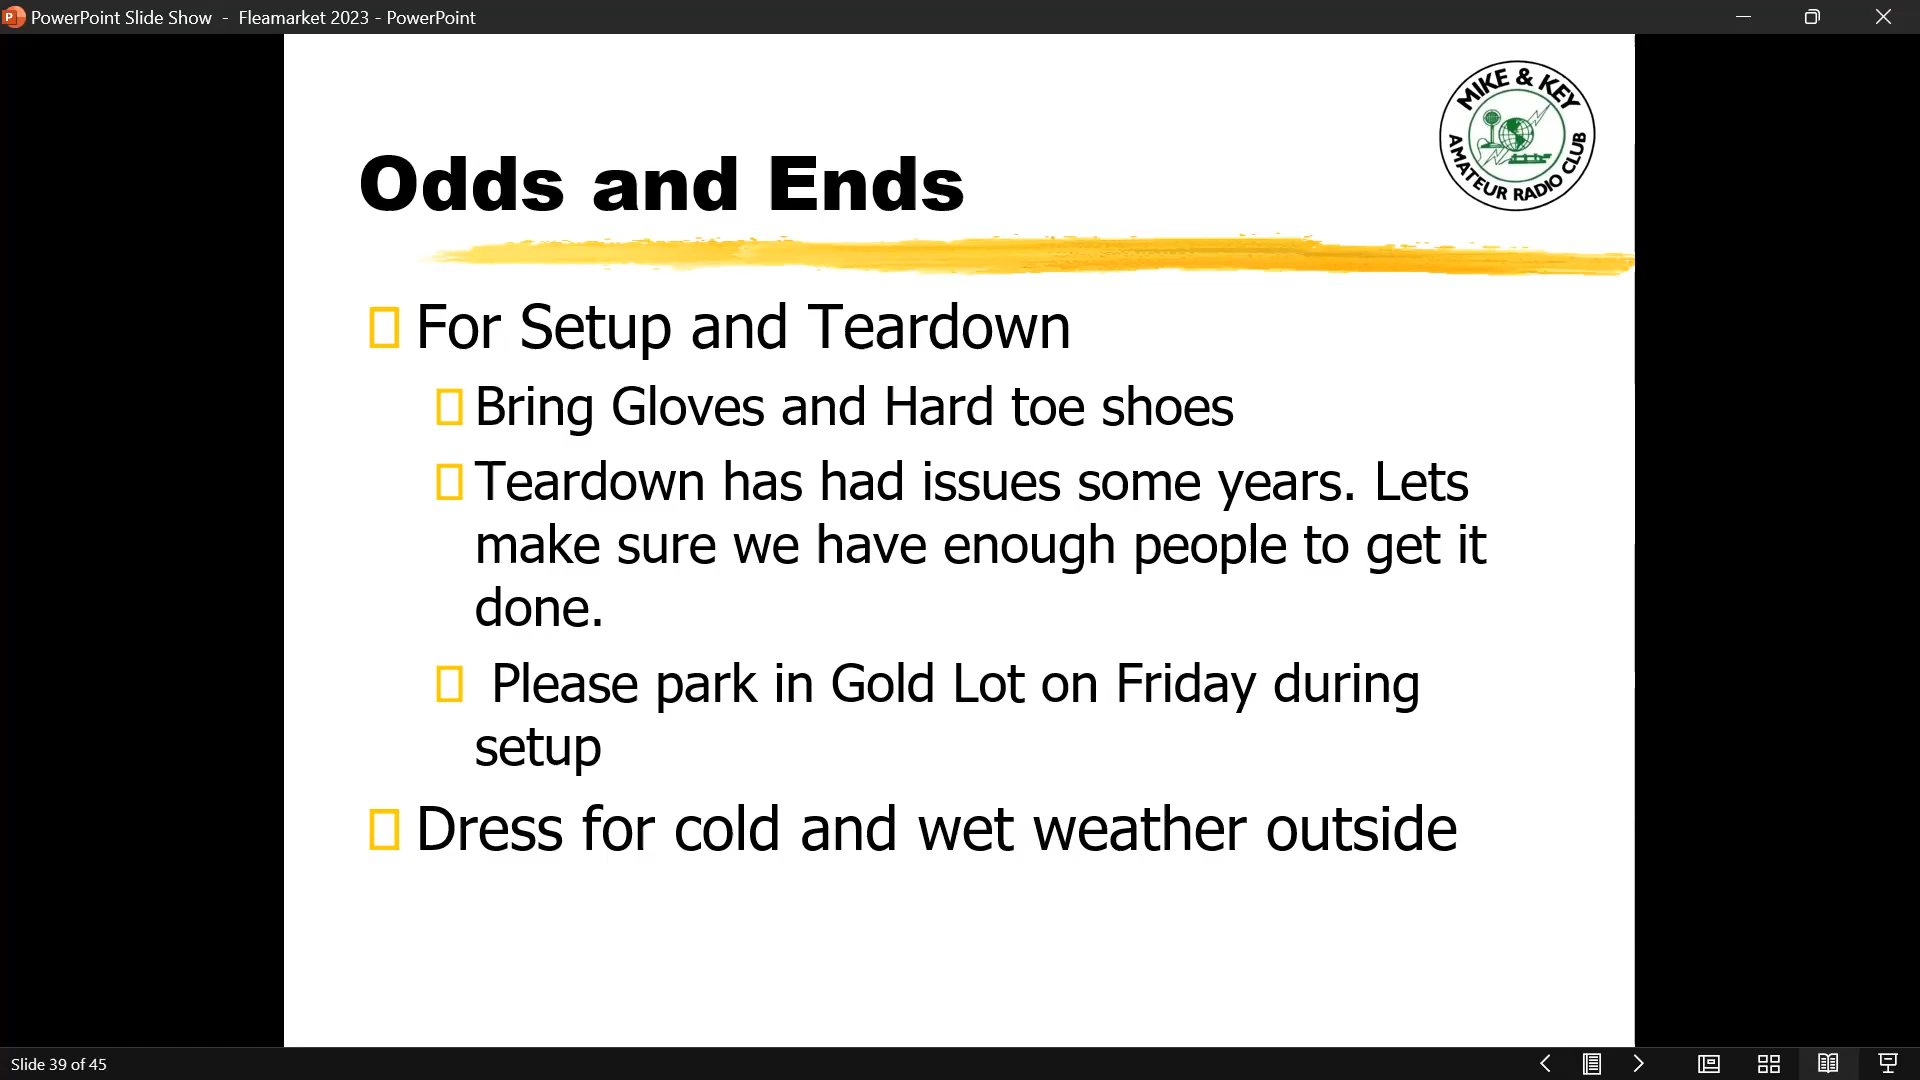 PowerPoint Slide Show - Fleamarket 2023 - PowerPoint
MIKE & KEY
AMATEUR RADIO CLUB
Odds and Ends
For Setup and Teardown
Bring Gloves and Hard toe shoes
Teardown has had issues some years. Lets
make sure we have enough people to get it
done.
Please park in Gold Lot on Friday during
setup
Dress for cold and wet weather outside
Slide 39 of 45